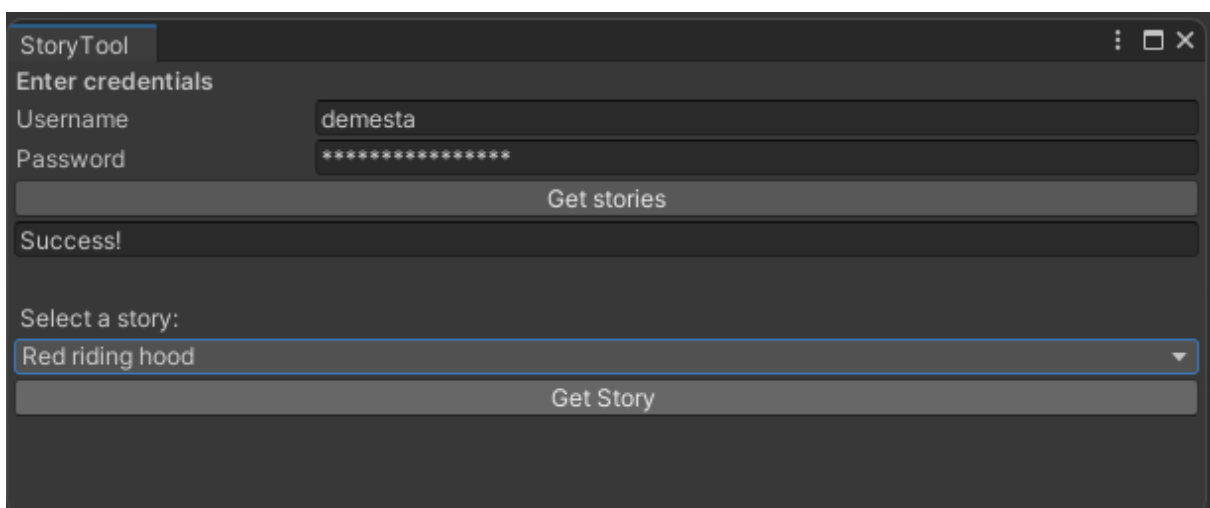 StoryTool
Enter credentials
Username demesta
Password ****************
Get stories
Success!
Select a story:
Red riding hood
Get Story